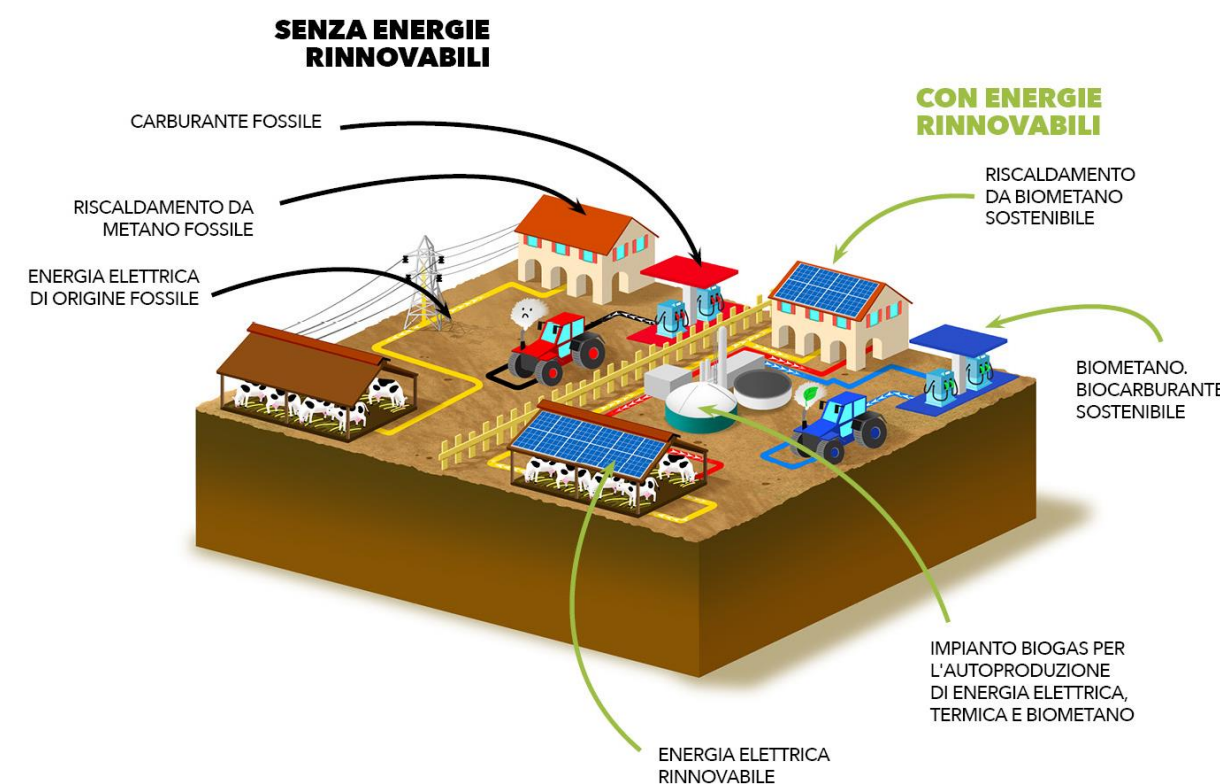 SENZA ENERGIE
RINNOVABILI
CARBURANTE FOSSILE
RISCALDAMENTO DA
METANO FOSSILE
ENERGIA ELETTRICA
DI ORIGINE FOSSILE
CON ENERGIE
RINNOVABILI
RISCALDAMENTO
DA BIOMETANO
SOSTENIBILE
BIOMETANO.
BIOCARBURANTE
SOSTENIBILE
IMPIANTO BIOGAS PER
L'AUTOPRODUZIONE
DI ENERGIA ELETTRICA,
TERMICA E BIOMETANO
ENERGIA ELETTRICA
RINNOVABILE